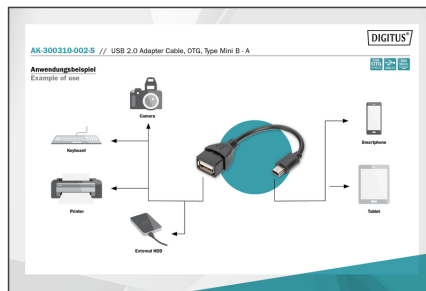 DIGITUS®
AK-300310-002-S // USB 2.0 Adapter Cable, OTG, Type Mini B - A
Anwendungsbeispiel
Example of use
OTG
Camera
Keyboard
Smartphone
Printer
Tablet
External HDD